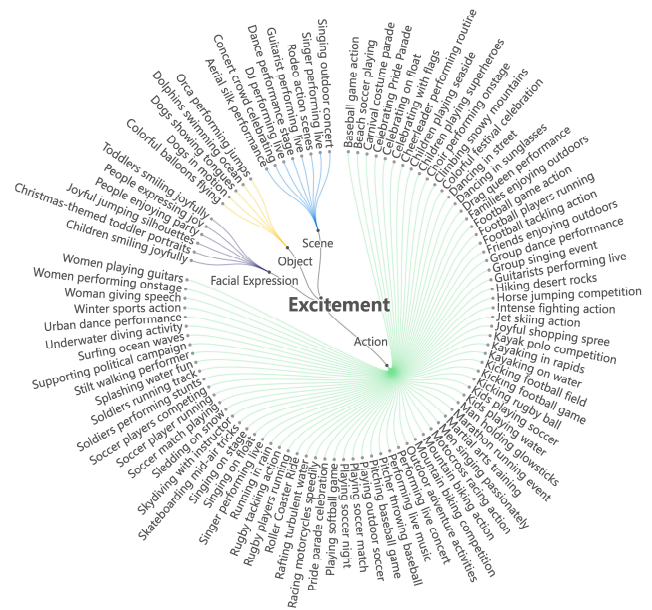 Excitement
Scene
Object
Facial Expression
Action
Singing outdoor concert
Singer performing live
Rodeo action scenes
Guitarist performing live
DJ performing live
Dance performance stage
Concert crowd celebrating
Aerial silk performance
Orca performing jumps
Dolphins swimming ocean
Dogs showing tongues
Dogs in motion
Colorful balloons flying
Toddlers smiling joyfully
People expressing joy
People enjoying party
Joyful jumping silhouettes
Christmas-themed toddler portraits
Children smiling joyfully
Baseball game action
Beach soccer playing
Carnival costume parade
Celebrating Pride Parade
Celebrating on float
Celebrating with flags
Cheerleader performing routine
Children playing seaside
Children playing superheroes
Choir performing onstage
Climbing snowy mountains
Colorful festival celebration
Dancing in street
Dancing in sunglasses
Drag queen performance
Families enjoying outdoors
Football game action
Football players running
Football tackling action
Friends enjoying outdoors
Group dance performance
Group singing event
Guitarists performing live
Hiking desert rocks
Horse jumping competition
Intense fighting action
Jet skiing action
Joyful shopping spree
Kayak polo competition
Kayaking in rapids
Kayaking on water
Kicking football field
Kicking football game
Kicking rugby ball
Kids playing soccer
Kids playing water
Man holding glowsticks
Marathon running event
Martial arts training
Men singing passionately
Motocross racing action
Mountain biking action
Mountain biking competition
Outdoor adventure activities
Performing live concert
Performing live music
Pitcher throwing baseball
Pitching baseball game
Playing outdoor soccer
Playing soccer match
Playing soccer night
Playing softball game
Pride parade celebration
Racing motorcycles speedily
Rafting turbulent water
Roller Coaster Ride
Rugby players running
Rugby tackling action
Running in rain
Singer performing live
Singing on floor
Singing on stage
Skateboarding mid-air tricks
Skydiving with instructor
Sledding on snow
Soccer match playing
Soccer player running
Soccer players competing
Soldiers performing stunts
Soldiers running track
Splashing water fun
Stilt walking performer
Supporting political campaign
Surfing ocean waves
Underwater diving activity
Urban dance performance
Winter sports action
Woman giving speech
Women performing onstage
Women playing guitars